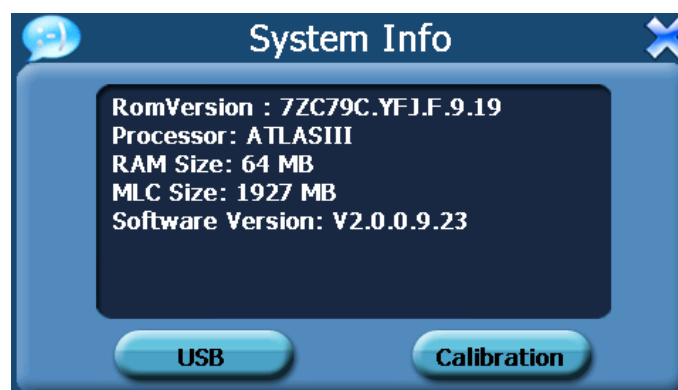 System Info
RomVersion : 7ZC79C.YFJ.F.9.19
Processor: ATLASIII
RAM Size: 64 MB
MLC Size: 1927 MB
Software Version: V2.0.0.9.23
USB
Calibration